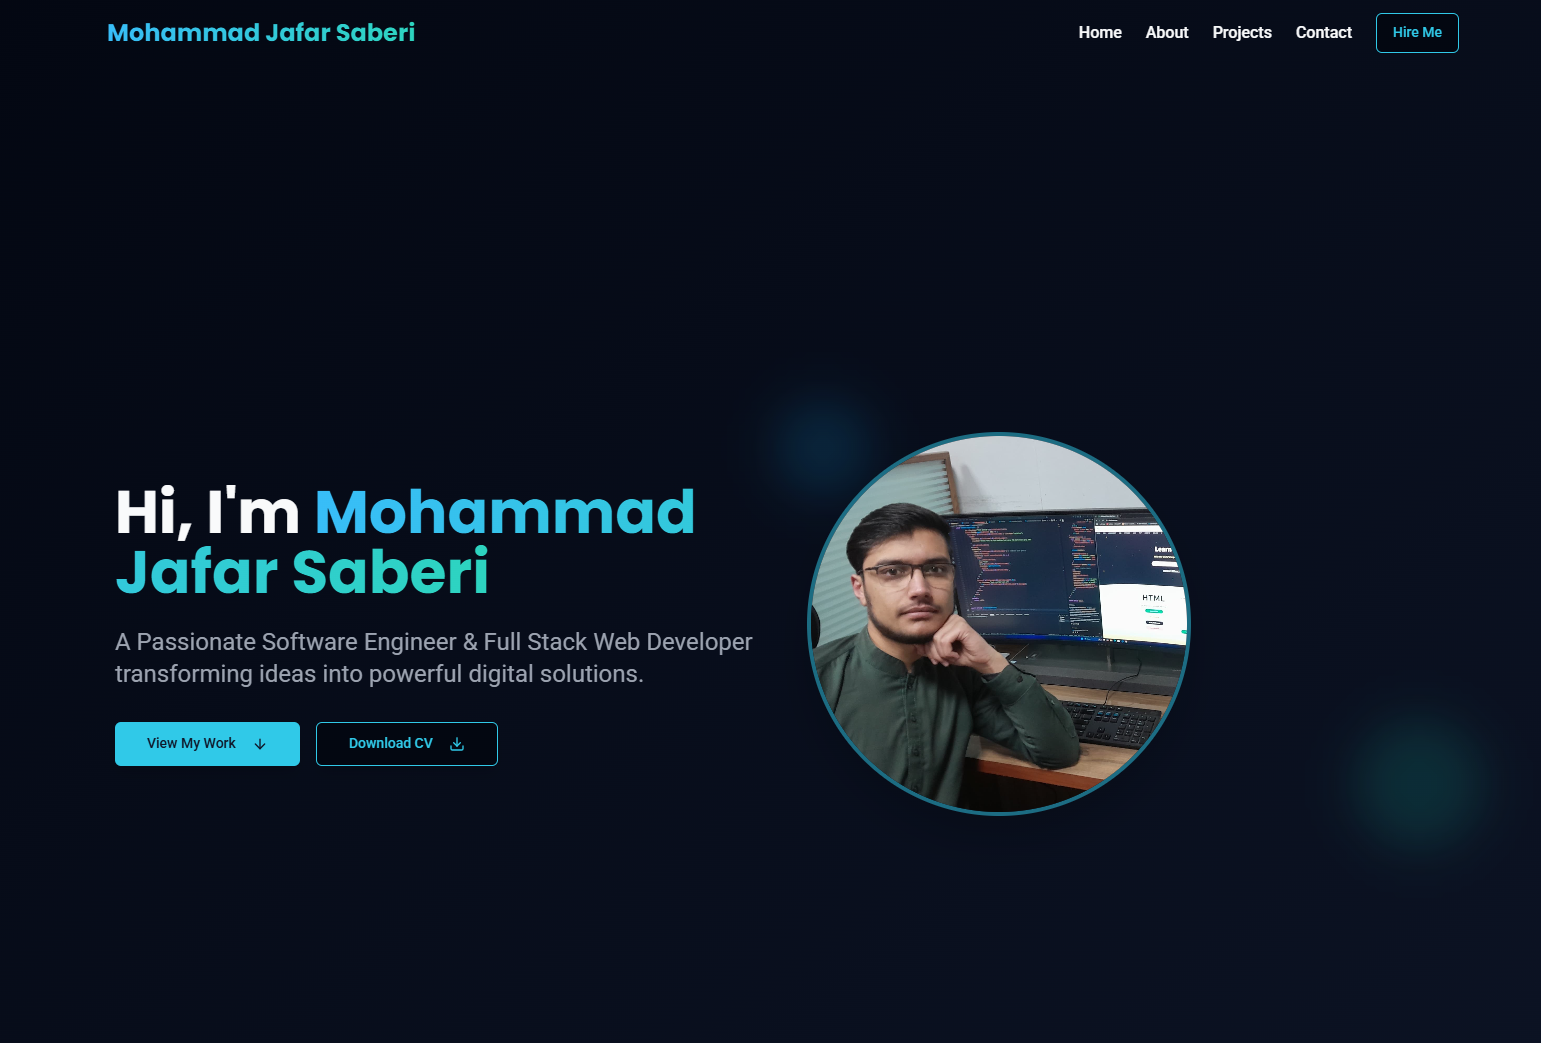 Mohammad Jafar Saberi
Home About Projects Contact Hire Me
Hi, I'm Mohammad
Jafar Saberi
A Passionate Software Engineer & Full Stack Web Developer
transforming ideas into powerful digital solutions.
View My Work Download CV
Learn
HTML